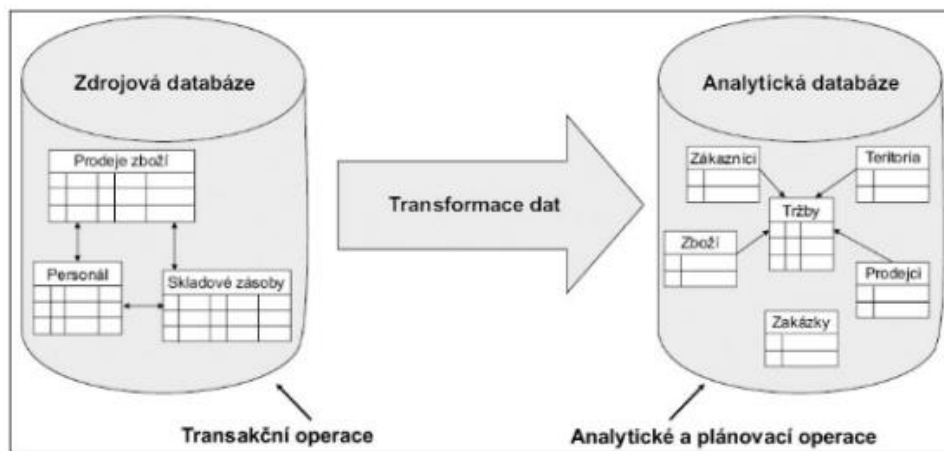 Zdrojová databáze
Prodeje zboží
Personál
Skladové zásoby
Transakční operace
Transformace dat
Analytická databáze
Zákazníci
Teritoria
Tržby
Zboží
Prodejci
Zakázky
Analytické a plánovací operace